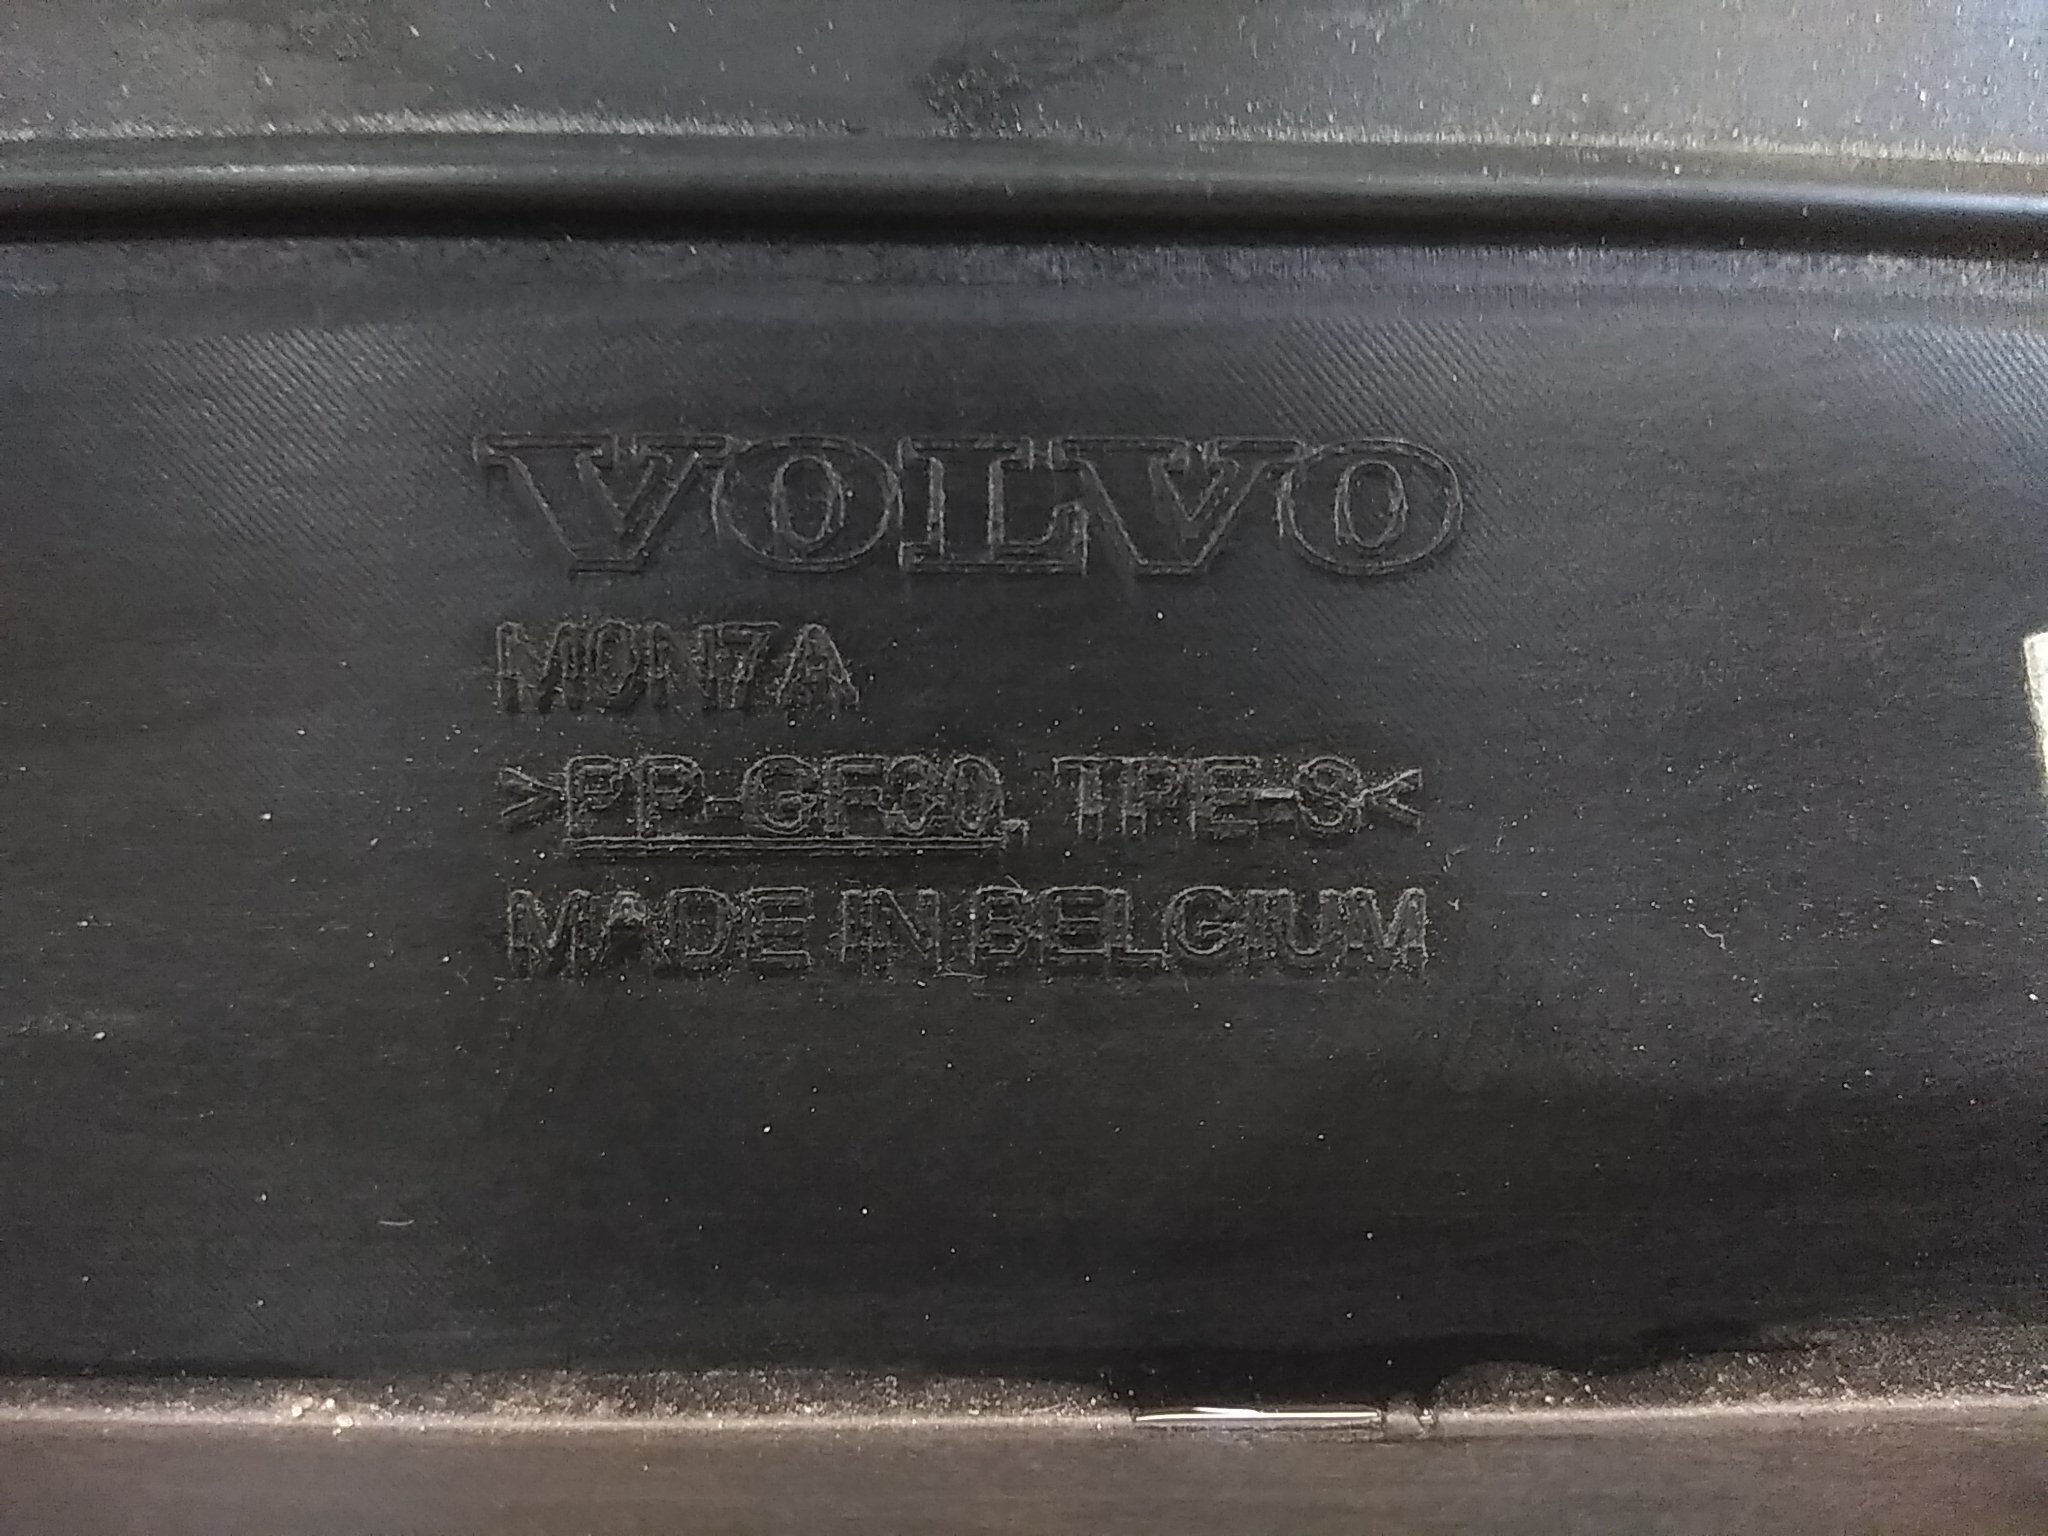 VOLVO
M0N7A
>PP-GF30, TPE-S<
MADE IN BELGIUM